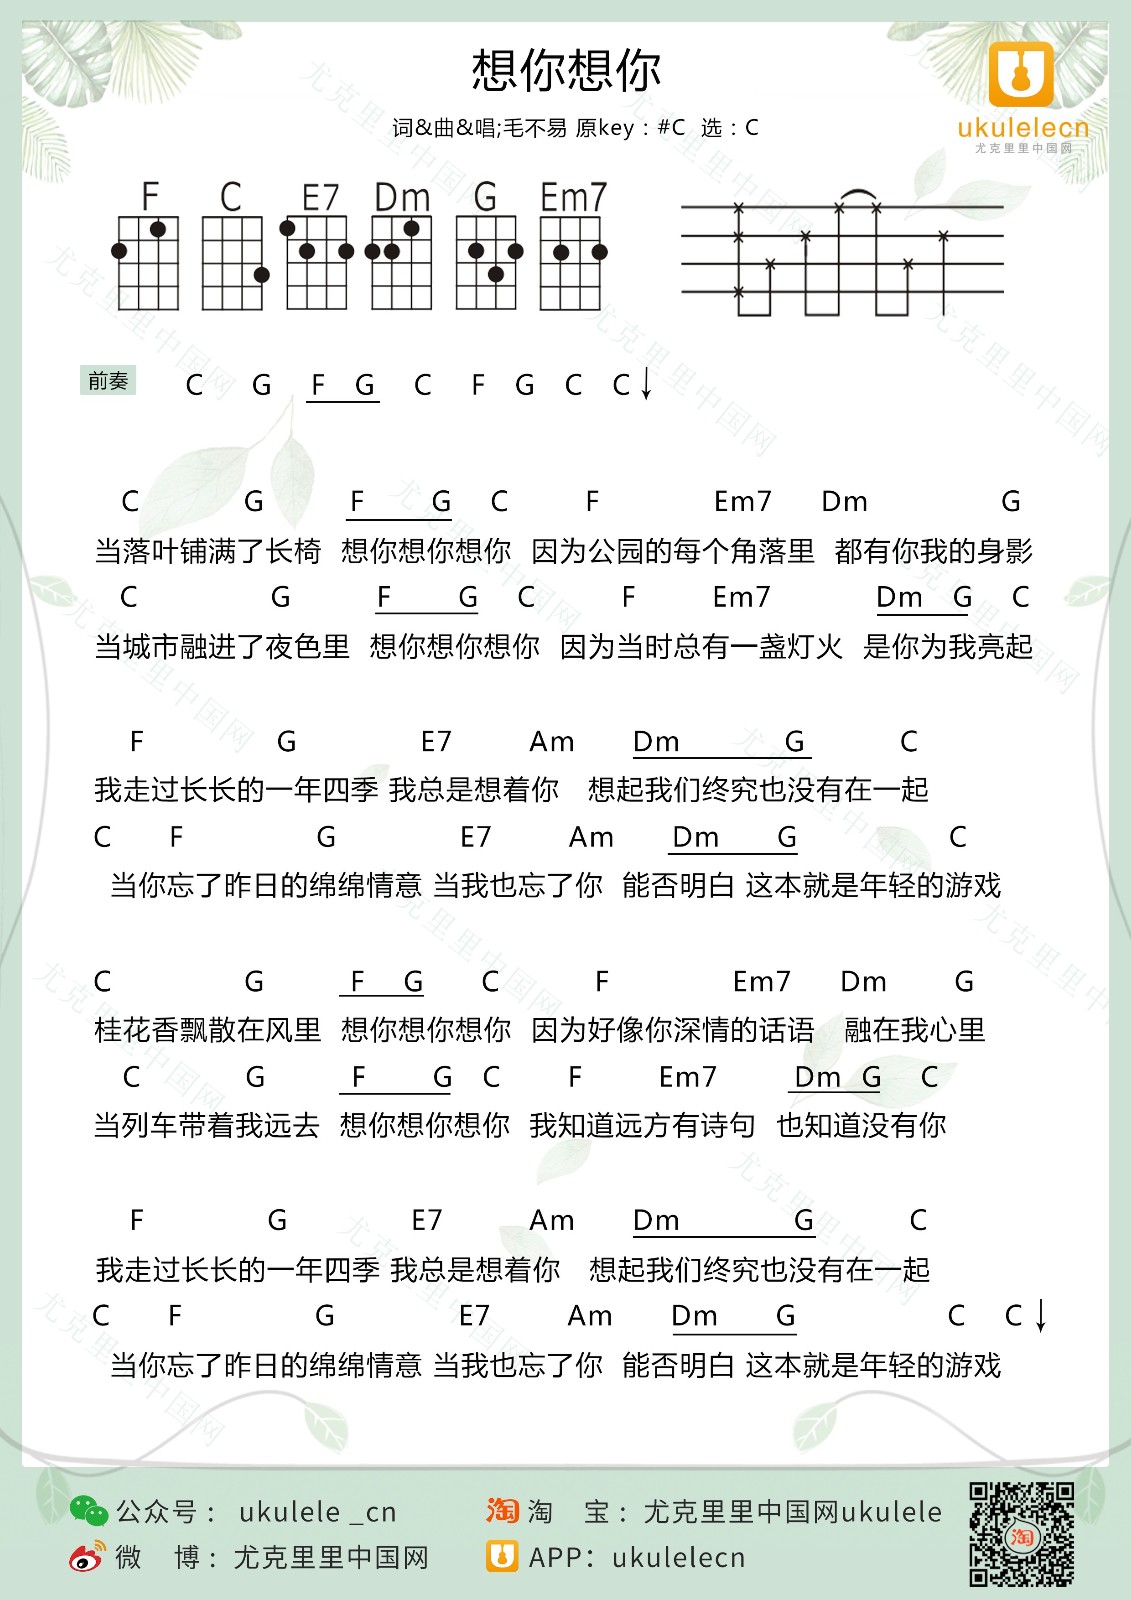 想你想你
词&曲&唱;毛不易 原key：#C 选：C
ukulelecn
尤克里里中国网
F C E7 Dm G Em7
前奏 C G F G C F G C C
C G F G C F Em7 Dm G
当落叶铺满了长椅 想你想你想你 因为公园的每个角落里 都有你我的身影
C G F G C F Em7 Dm G C
当城市融进了夜色里 想你想你想你 因为当时总有一盏灯火 是你为我亮起
F G E7 Am Dm G C
我走过长长的一年四季 我总是想着你 想起我们终究也没有在一起
C F G E7 Am Dm G C
当你忘了昨日的绵绵情意 当我也忘了你 能否明白 这本就是年轻的游戏
C G F G C F Em7 Dm G
桂花香飘散在风里 想你想你想你 因为好像你深情的话语 融在我心里
C G F G C F Em7 Dm G C
当列车带着我远去 想你想你想你 我知道远方有诗句 也知道没有你
F G E7 Am Dm G C
我走过长长的一年四季 我总是想着你 想起我们终究也没有在一起
C F G E7 Am Dm G C C
当你忘了昨日的绵绵情意 当我也忘了你 能否明白 这本就是年轻的游戏
公众号： ukulele _cn
淘 淘 宝：尤克里里中国网ukulele
微 博：尤克里里中国网
APP：ukulelecn
淘